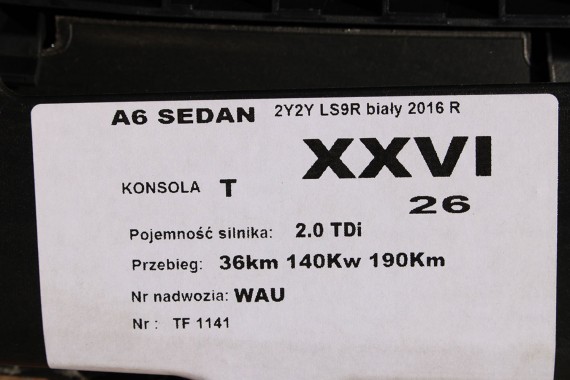 A6 SEDAN 2Y2Y LS9R biały 2016 R
XXVI
KONSOLA T
26
Pojemność silnika: 2.0 TDi
Przebieg: 36km 140Kw 190Km
Nr nadwozia: WAU
Nr : TF 1141